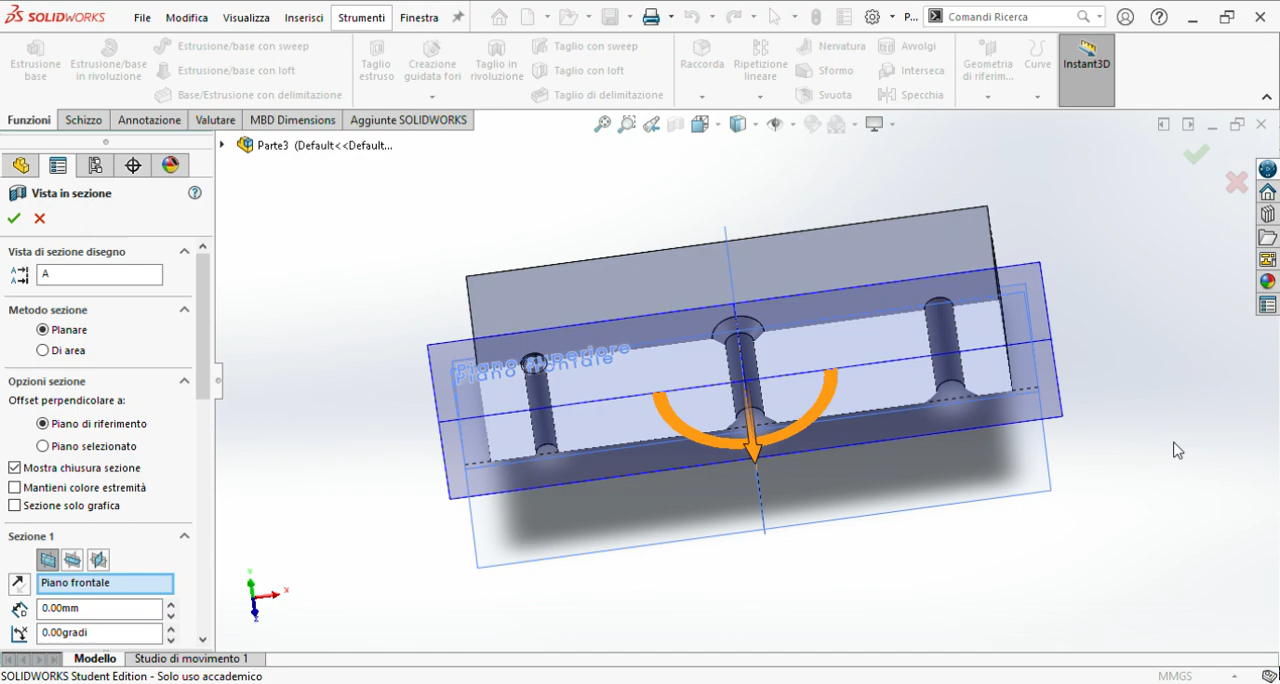 SOLIDWORKS File Modifica Visualizza Inserisci Strumenti Finestra P... Comandi Ricerca
Estrusione base
Estrusione/base in rivoluzione
Estrusione/base con sweep
Estrusione/base con loft
Base/Estrusione con delimitazione
Taglio estruso
Creazione guidata fori
Taglio in rivoluzione
Taglio con sweep
Taglio con loft
Taglio di delimitazione
Raccorda
Ripetizione lineare
Nervatura
Sformo
Svuota
Avvolgi
Interseca
Specchia
Geometria di riferim...
Curve
Instant3D
Funzioni Schizzo Annotazione Valutare MBD Dimensions Aggiunte SOLIDWORKS
Parte3 (Default<<Default...
Vista in sezione
Vista di sezione disegno
A
Metodo sezione
Planare
Di area
Opzioni sezione
Offset perpendicolare a:
Piano di riferimento
Piano selezionato
Mostra chiusura sezione
Mantieni colore estremità
Sezione solo grafica
Sezione 1
Piano frontale
0.00mm
0.00gradi
Piano superiore
Piano frontale
Y
X
Z
Modello Studio di movimento 1
SOLIDWORKS Student Edition - Solo uso accademico
MMGS